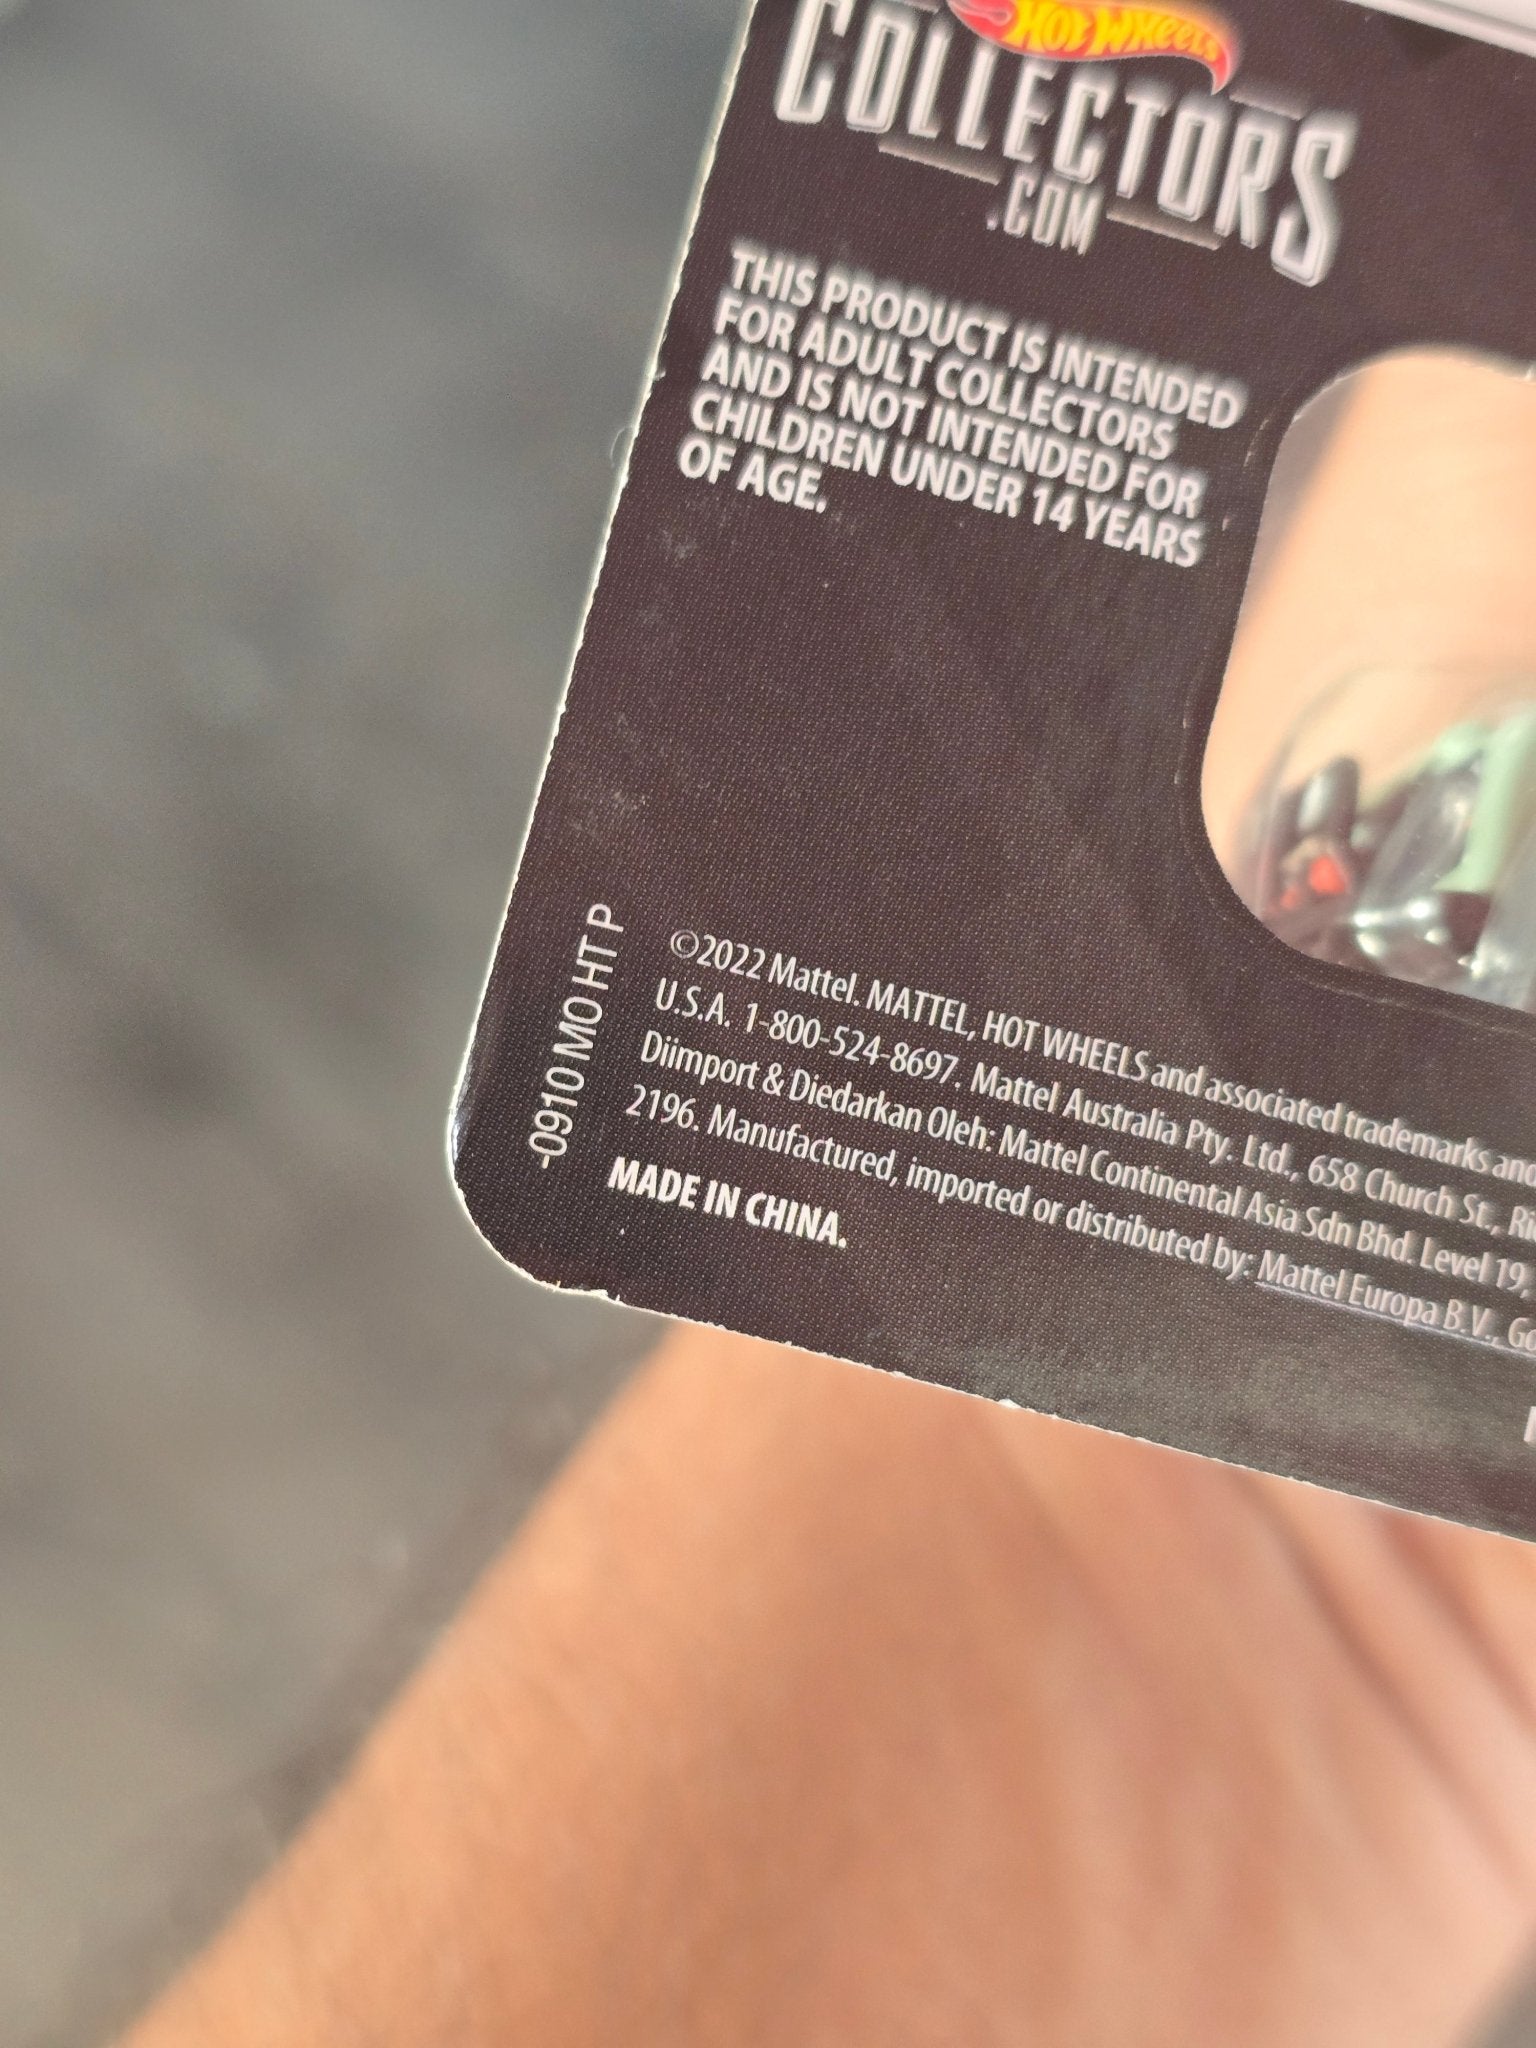 HOT WHEELS
COLLECTORS
.COM
THIS PRODUCT IS INTENDED
FOR ADULT COLLECTORS
AND IS NOT INTENDED FOR
CHILDREN UNDER 14 YEARS
OF AGE.
-0910 MO HT P
©2022 Mattel. MATTEL, HOT WHEELS and associated trademarks and
U.S.A. 1-800-524-8697. Mattel Australia Pty. Ltd., 658 Church St.,
Diimport & Diedarkan Oleh: Mattel Continental Asia Sdn Bhd. Level 19,
2196. Manufactured, imported or distributed by: Mattel Europa B.V.,
MADE IN CHINA.